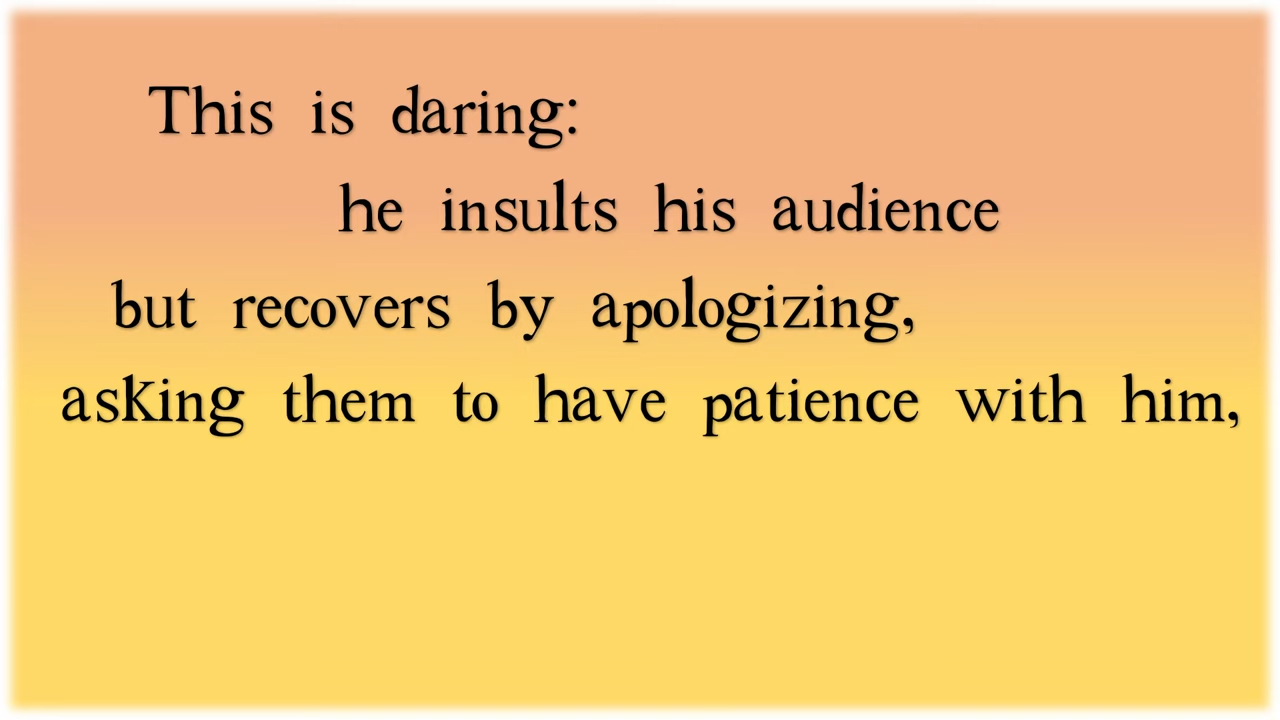 This is daring:
he insults his audience
but recovers by apologizing,
asking them to have patience with him,